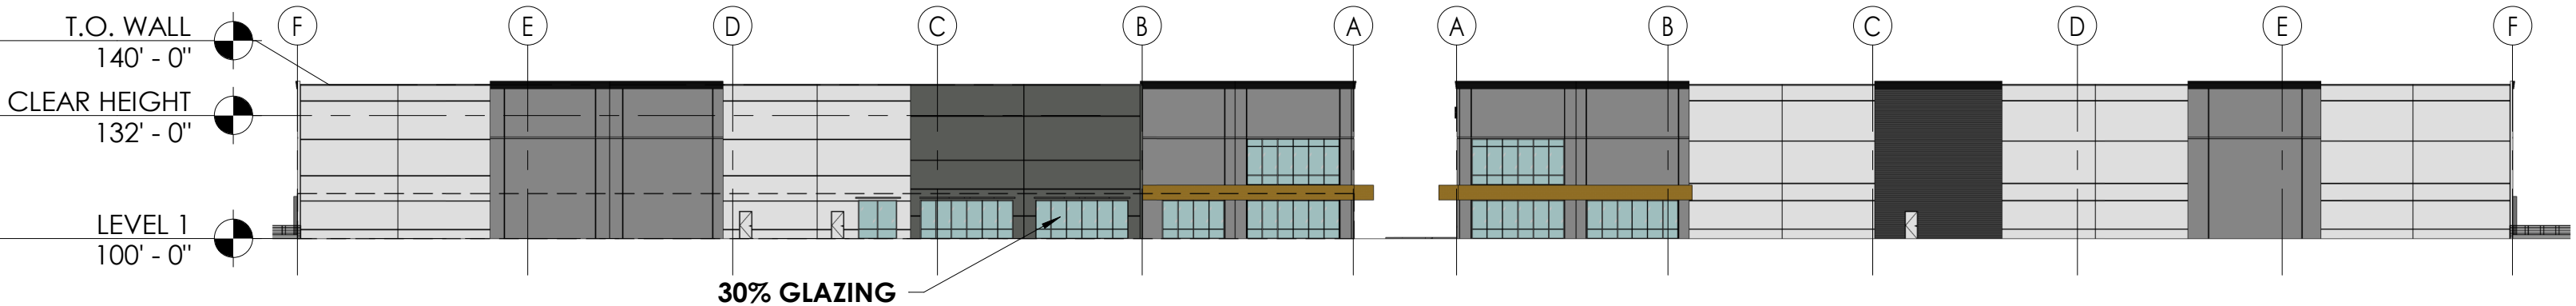 T.O. WALL
140' - 0"
F E D C B A A B C D E F
CLEAR HEIGHT
132' - 0"
LEVEL 1
100' - 0"
30% GLAZING